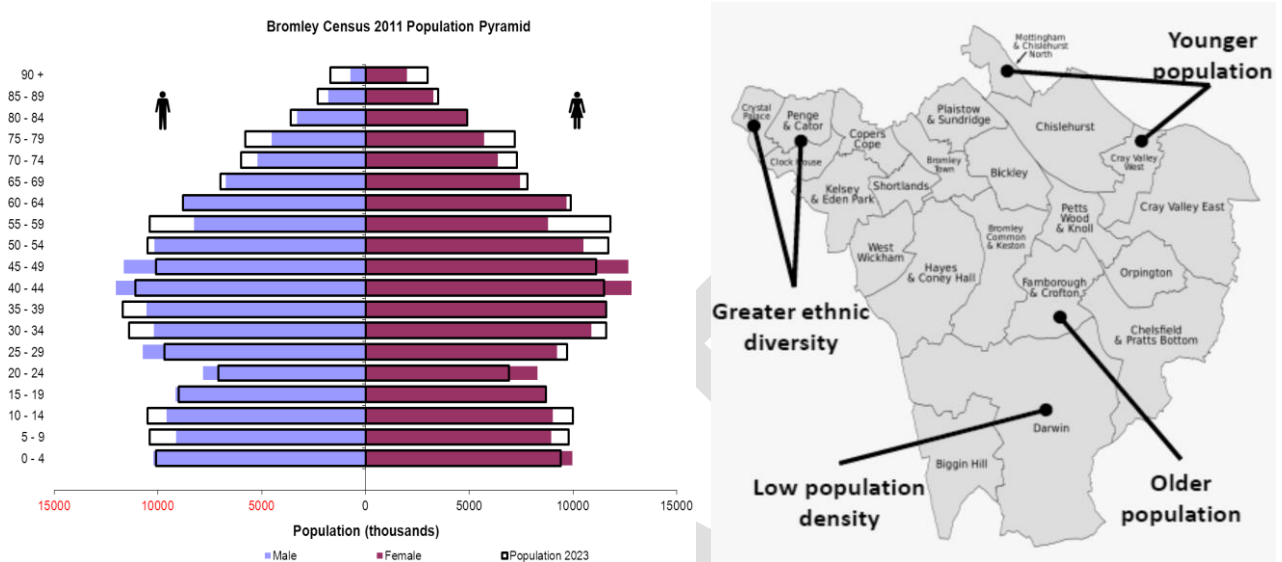 Bromley Census 2011 Population Pyramid
90 +
85 - 89
80 - 84
75 - 79
70 - 74
65 - 69
60 - 64
55 - 59
50 - 54
45 - 49
40 - 44
35 - 39
30 - 34
25 - 29
20 - 24
15 - 19
10 - 14
5 - 9
0 - 4
15000 10000 5000 0 5000 10000 15000
Population (thousands)
Male Female Population 2023
Mottingham
& Chislehurst
North
Younger
population
Crystal
Palace
Penge
& Cator
Clock House
Copers
Cope
Plaistow
& Sundridge
Chislehurst
Cray Valley
West
Bromley
Town
Bickley
Kelsey
& Eden Park
Shortlands
Cray Valley East
Petts
Wood
& Knoll
West
Wickham
Hayes
& Coney Hall
Bromley
Common
& Keston
Orpington
Farnborough
& Crofton
Greater ethnic
diversity
Chelsfield
& Pratts Bottom
Darwin
Biggin Hill
Low population
density
Older
population